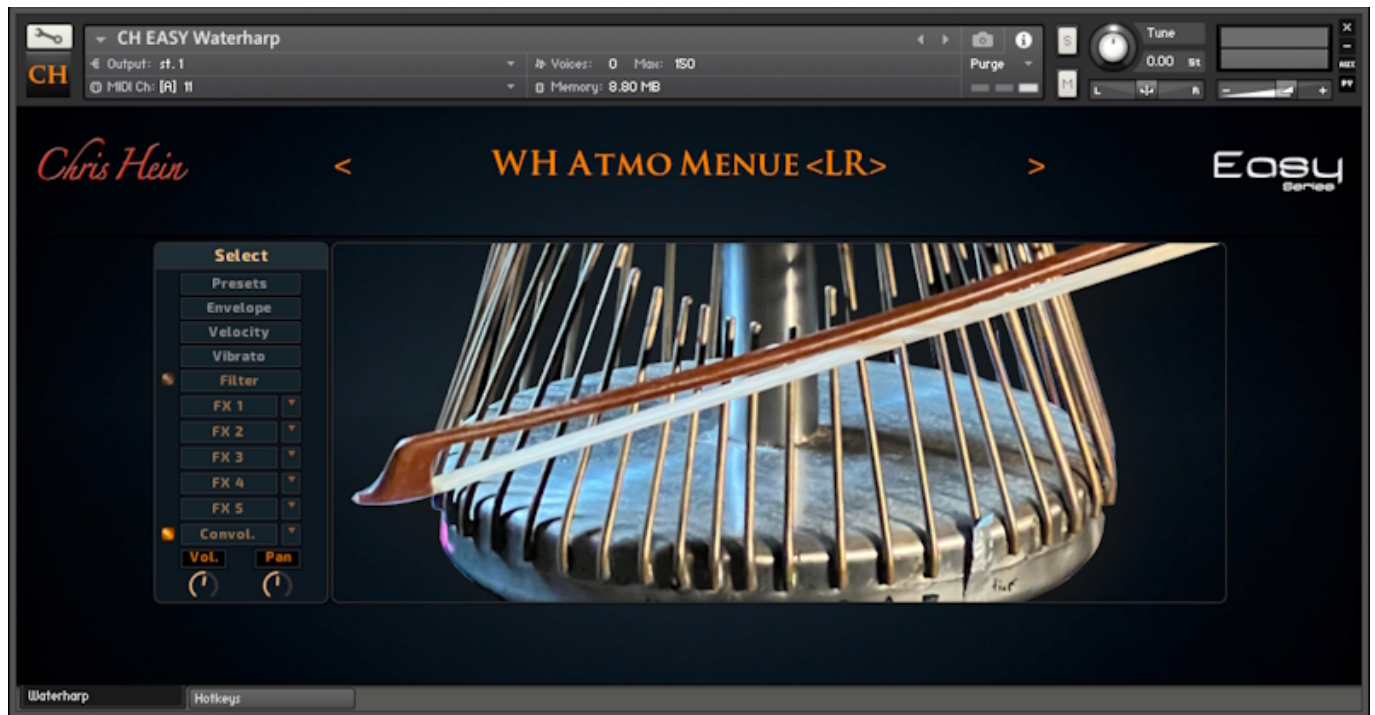 CH EASY Waterharp
Output: st.1
Voices: 0 Max: 150
Purge
MIDI Ch: [A] 11
Memory: 8.80 MB
S
M
Tune
0.00 st
L R
- +
×
-
AUX
PV
CH
Chris Hein
< WH ATMO MENUE <LR> >
Easy
Series
Select
Presets
Envelope
Velocity
Vibrato
Filter
FX 1
FX 2
FX 3
FX 4
FX 5
Convol.
Vol. Pan
Waterharp
Hotkeys